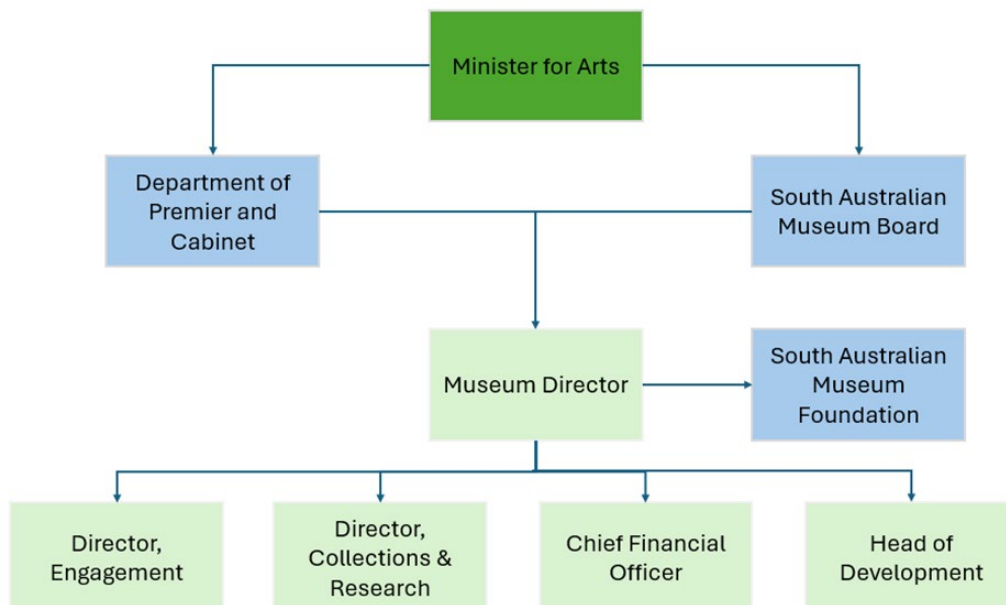 Minister for Arts
Department of
Premier and
Cabinet
South Australian
Museum Board
Museum Director
South Australian
Museum
Foundation
Director,
Engagement
Director,
Collections &
Research
Chief Financial
Officer
Head of
Development